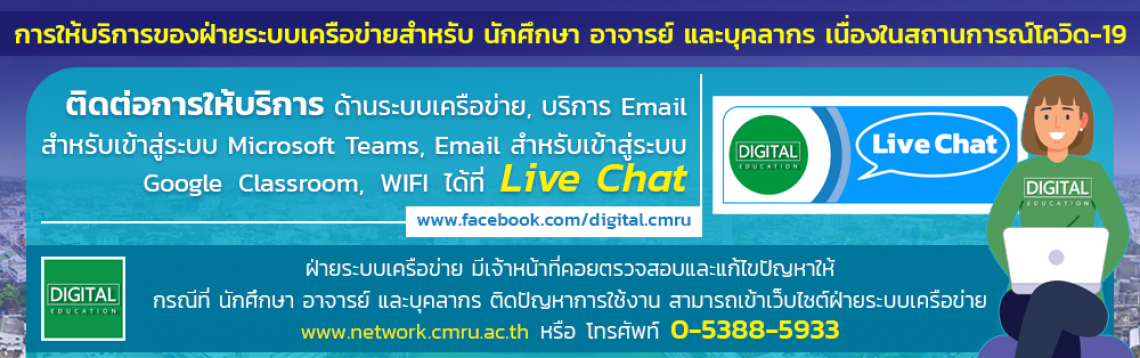 การให้บริการของฝ่ายระบบเครือข่ายสำหรับ นักศึกษา อาจารย์ และบุคลากร เนื่องในสถานการณ์โควิด-19
ติดต่อการให้บริการ ด้านระบบเครือข่าย, บริการ Email
สำหรับเข้าสู่ระบบ Microsoft Teams, Email สำหรับเข้าสู่ระบบ
Google Classroom, WIFI ได้ที่ Live Chat
www.facebook.com/digital.cmru
DIGITAL
EDUCATION
Live Chat
DIGITAL
EDUCATION
DIGITAL
EDUCATION
ฝ่ายระบบเครือข่าย มีเจ้าหน้าที่คอยตรวจสอบและแก้ไขปัญหาให้
กรณีที่ นักศึกษา อาจารย์ และบุคลากร ติดปัญหาการใช้งาน สามารถเข้าเว็บไซต์ฝ่ายระบบเครือข่าย
www.network.cmru.ac.th หรือ โทรศัพท์ 0-5388-5933